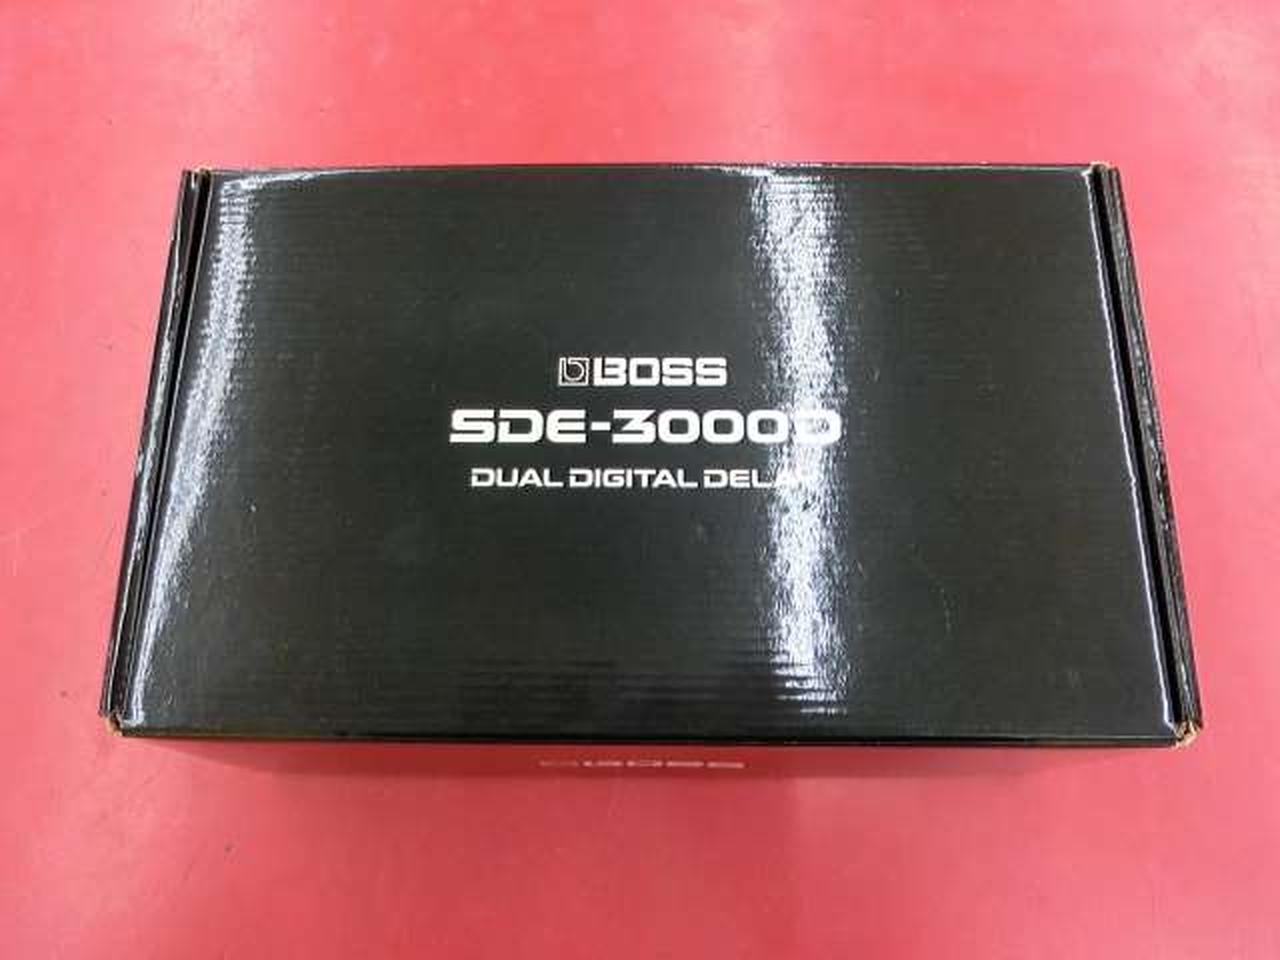 BOSS
SDE-3000D
DUAL DIGITAL DELAY